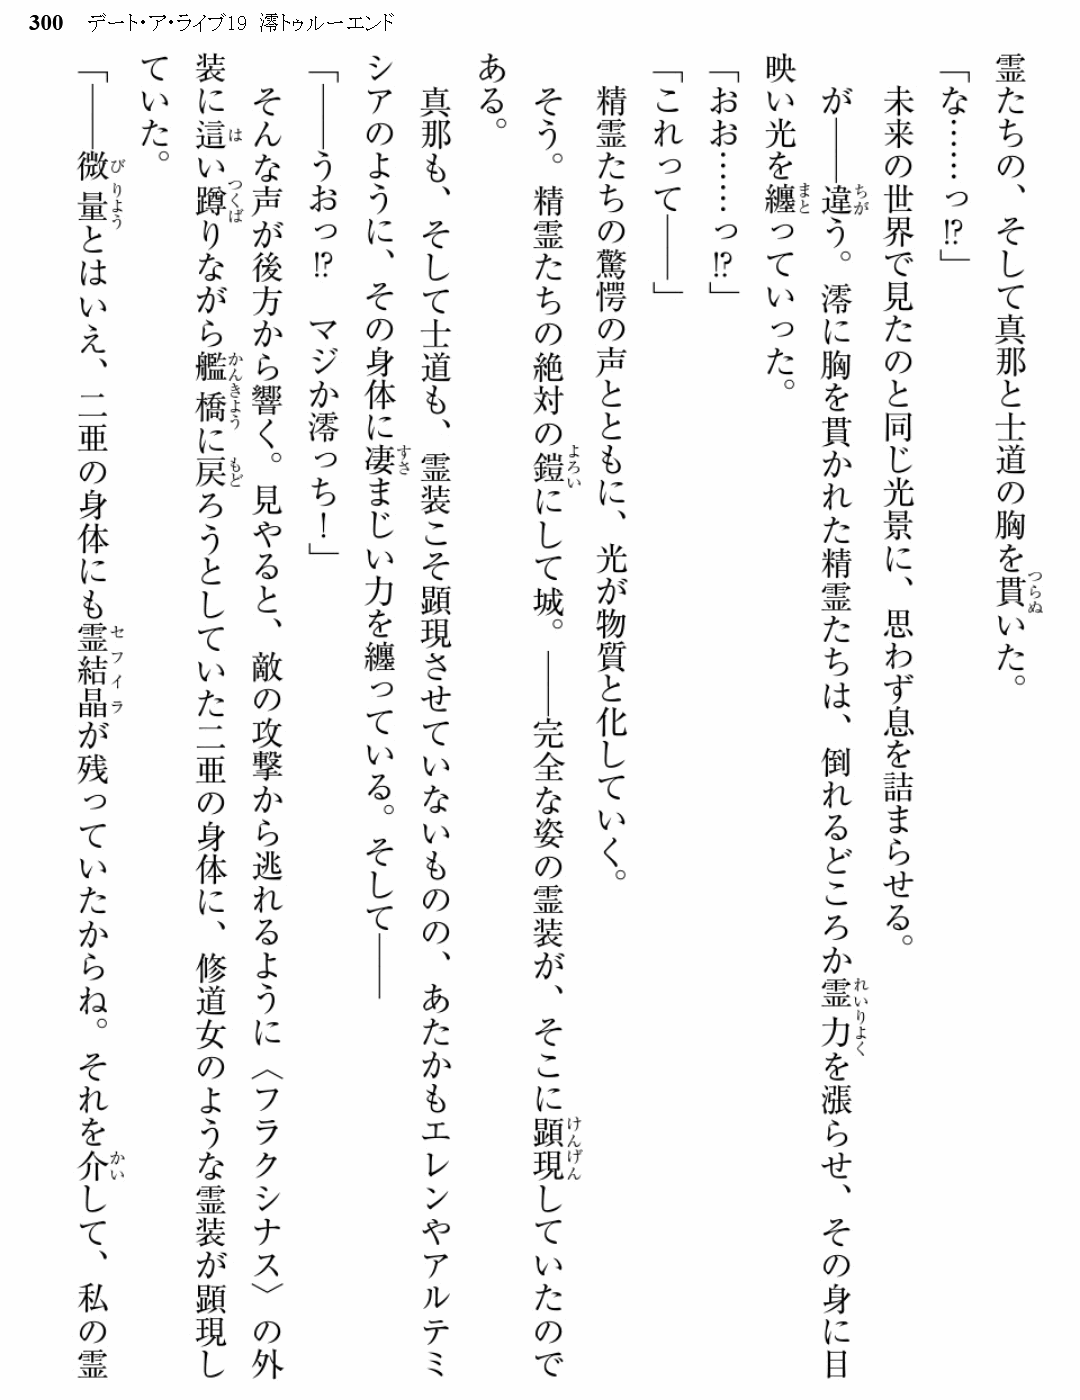 300 デート・ア・ライブ19 澪トゥルーエンド
霊たちの、そして真那と士道の胸を貫いた。
「な……っ!?」
未来の世界で見たのと同じ光景に、思わず息を詰まらせる。
が――違う。澪に胸を貫かれた精霊たちは、倒れるどころか霊力を漲らせ、その身に目
映い光を纏っていった。
「おお……っ!?」
「これって――」
精霊たちの驚愕の声とともに、光が物質と化していく。
そう。精霊たちの絶対の鎧にして城。――完全な姿の霊装が、そこに顕現していたので
ある。
真那も、そして士道も、霊装こそ顕現させていないものの、あたかもエレンやアルテミ
シアのように、その身体に凄まじい力を纏っている。そして――
「――うおっ!? マジか澪っち！」
そんな声が後方から響く。見やると、敵の攻撃から逃れるように〈フラクシナス〉の外
装に這い蹲りながら艦橋に戻ろうとしていた二亜の身体に、修道女のような霊装が顕現し
ていた。
「――微量とはいえ、二亜の身体にも霊結晶が残っていたからね。それを介して、私の霊